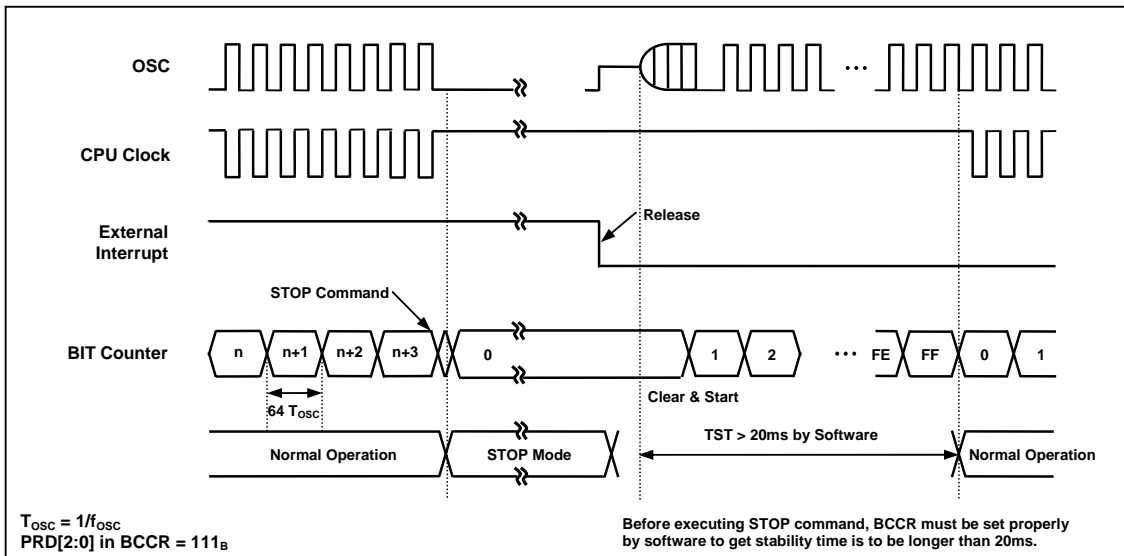 OSC
...
CPU Clock
Release
External
Interrupt
STOP Command
BIT Counter
n n+1 n+2 n+3 0 1 2 ... FE FF 0 1
64 TOSC
Clear & Start
TST > 20ms by Software
Normal Operation STOP Mode Normal Operation
TOSC = 1/fOSC
PRD[2:0] in BCCR = 111B
Before executing STOP command, BCCR must be set properly
by software to get stability time is to be longer than 20ms.